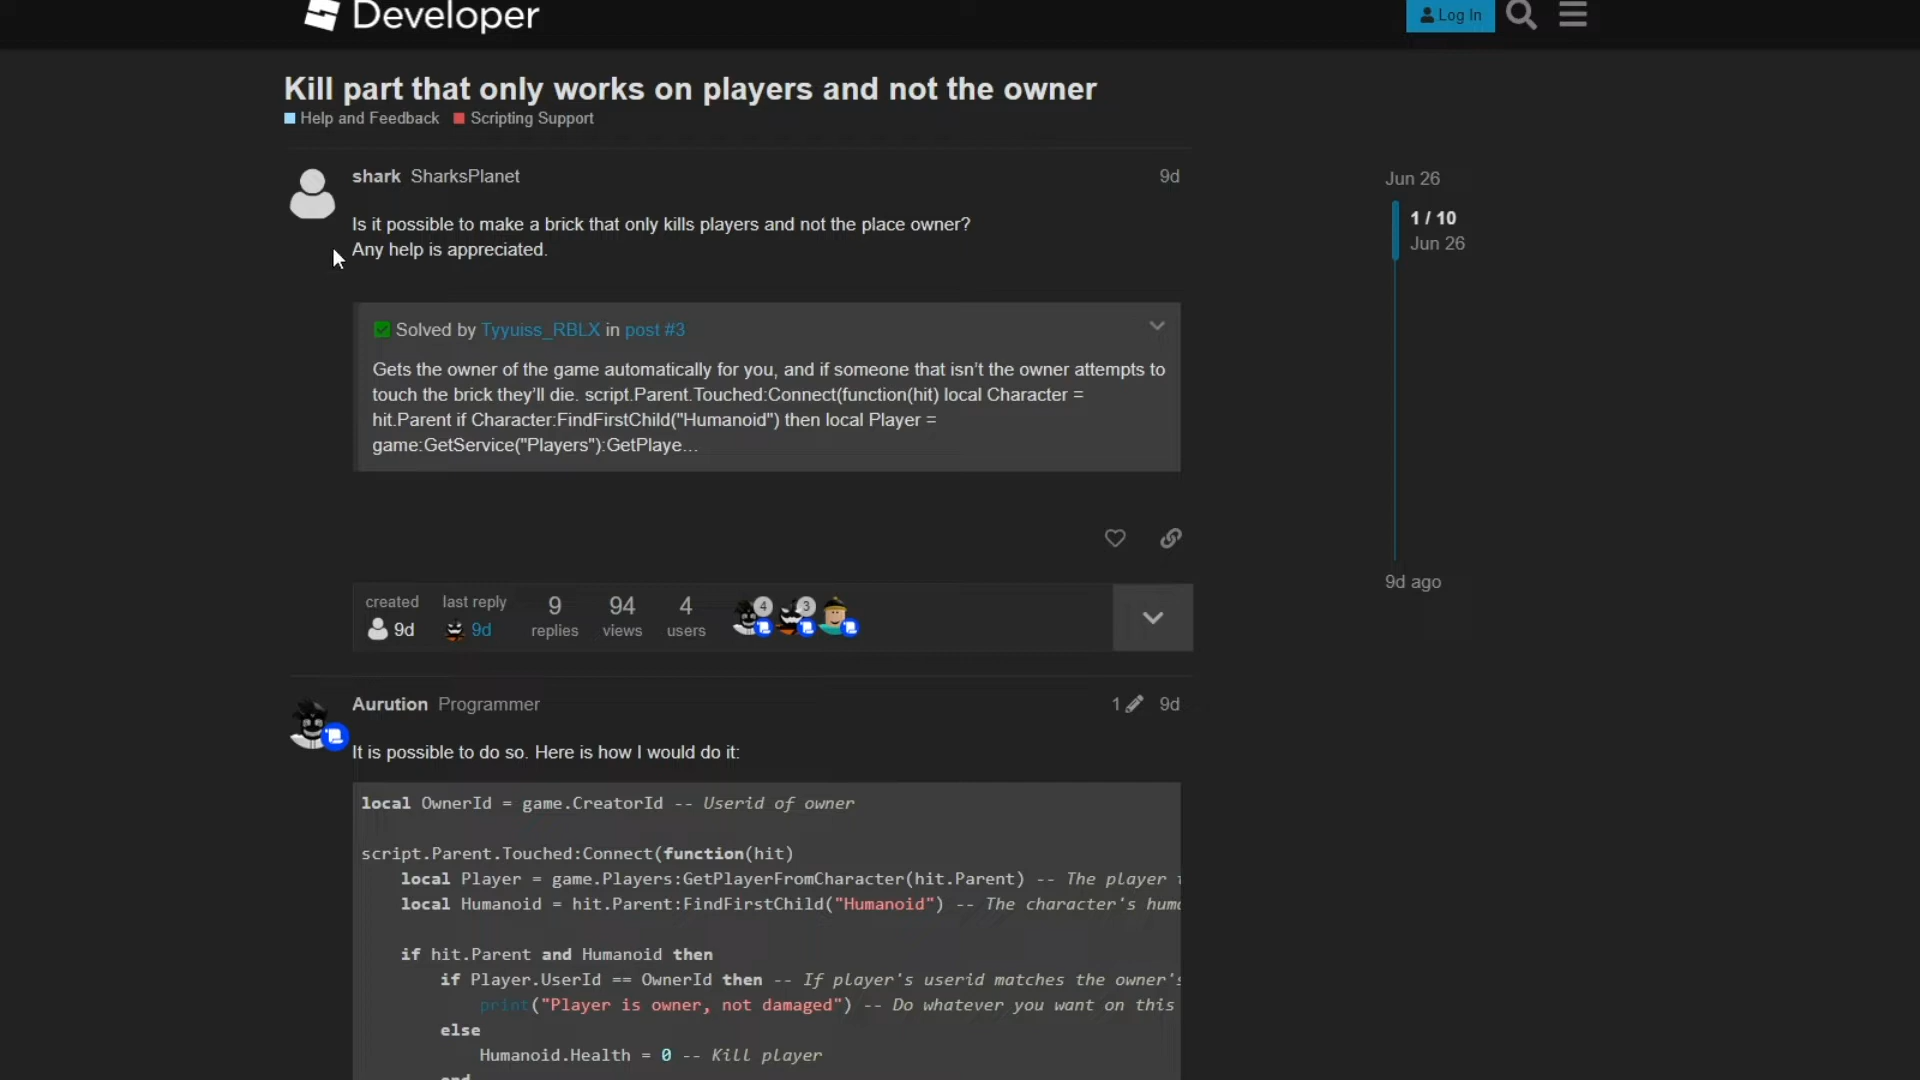 Developer
Log In
Kill part that only works on players and not the owner
Help and Feedback Scripting Support
shark SharksPlanet 9d
Is it possible to make a brick that only kills players and not the place owner?
Any help is appreciated.
Solved by Tyyuiss_RBLX in post #3
Gets the owner of the game automatically for you, and if someone that isn't the owner attempts to
touch the brick they'll die. script.Parent.Touched:Connect(function(hit) local Character =
hit.Parent if Character:FindFirstChild("Humanoid") then local Player =
game:GetService("Players"):GetPlaye...
created last reply 9 94 4 4 3
9d 9d replies views users
Aurution Programmer 1 9d
It is possible to do so. Here is how I would do it:
local OwnerId = game.CreatorId -- Userid of owner
script.Parent.Touched:Connect(function(hit)
local Player = game.Players:GetPlayerFromCharacter(hit.Parent) -- The player
local Humanoid = hit.Parent:FindFirstChild("Humanoid") -- The character's
if hit.Parent and Humanoid then
if Player.UserId == OwnerId then -- If player's userid matches the owner's
print("Player is owner, not damaged") -- Do whatever you want on this
else
Humanoid.Health = 0 -- Kill player
Jun 26
1 / 10
Jun 26
9d ago